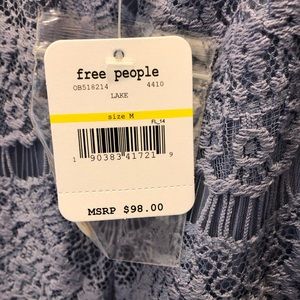 free people
OB518214 4410
LAKE
size M
FL_14
1 90383 41721 9
MSRP $98.00